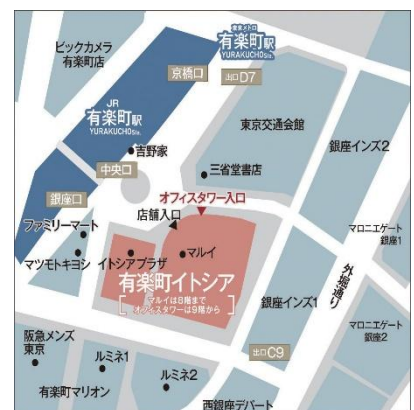 ビックカメラ
有楽町店
東京メトロ
有楽町駅
YURAKUCHO Sta.
京橋口
出口D7
JR
有楽町駅
YURAKUCHO Sta.
吉野家
東京交通会館
銀座インズ2
中央口
三省堂書店
銀座口
オフィスタワー入口
店舗入口
ファミリーマート
マロニエゲート
銀座1
マルイ
マツモトキヨシ
イトシアプラザ
外堀通り
有楽町イトシア
マルイは8階まで
オフィスタワーは9階から
銀座インズ1
マロニエゲート
銀座2
阪急メンズ
東京
出口C9
ルミネ1
ルミネ2
有楽町マリオン
西銀座デパート